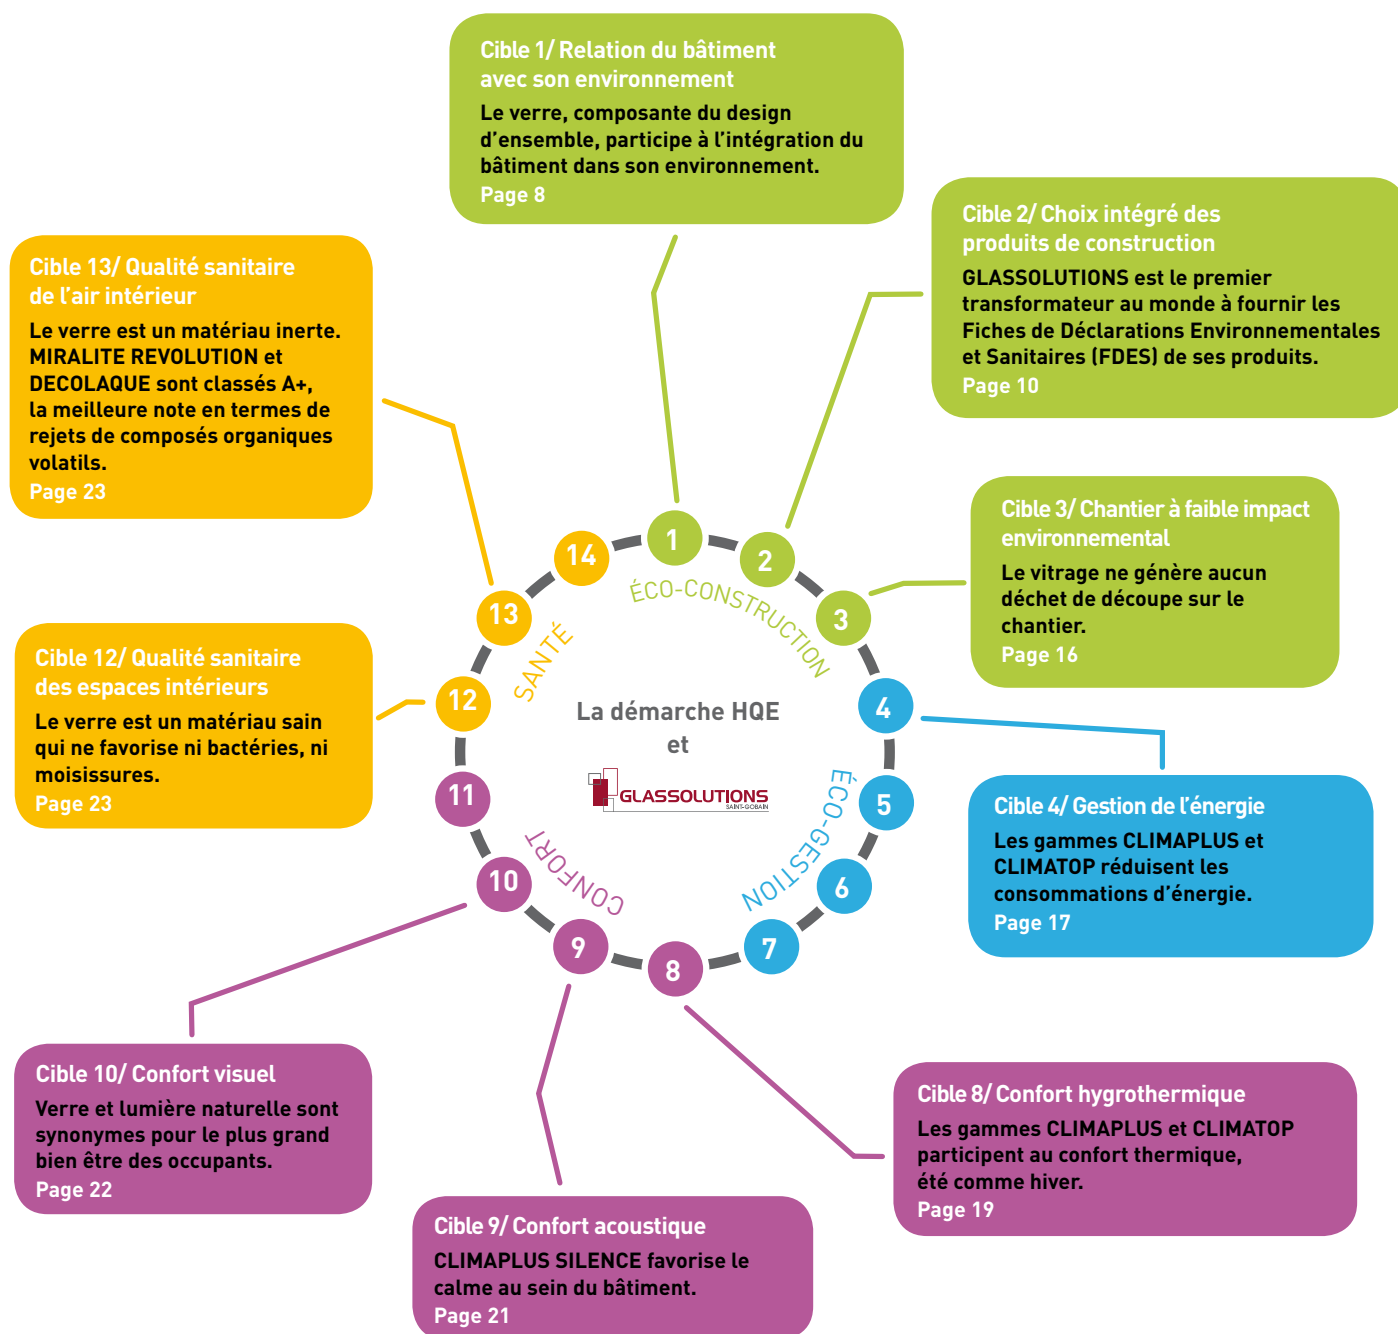 Cible 1/ Relation du bâtiment
avec son environnement
Le verre, composante du design
d'ensemble, participe à l'intégration du
bâtiment dans son environnement.
Page 8
Cible 2/ Choix intégré des
produits de construction
GLASSOLUTIONS est le premier
transformateur au monde à fournir les
Fiches de Déclarations Environnementales
et Sanitaires (FDES) de ses produits.
Page 10
Cible 13/ Qualité sanitaire
de l'air intérieur
Le verre est un matériau inerte.
MIRALITE REVOLUTION et
DECOLAQUE sont classés A+,
la meilleure note en termes de
rejets de composés organiques
volatils.
Page 23
Cible 3/ Chantier à faible impact
environnemental
Le vitrage ne génère aucun
déchet de découpe sur le
chantier.
Page 16
Cible 12/ Qualité sanitaire
des espaces intérieurs
Le verre est un matériau sain
qui ne favorise ni bactéries, ni
moisissures.
Page 23
1
2
3
4
5
6
7
8
9
10
11
12
13
14
ÉCO-CONSTRUCTION
ÉCO-GESTION
CONFORT
SANTÉ
La démarche HQE
et
GLASSOLUTIONS
SAINT-GOBAIN
Cible 4/ Gestion de l'énergie
Les gammes CLIMAPLUS et
CLIMATOP réduisent les
consommations d'énergie.
Page 17
Cible 10/ Confort visuel
Verre et lumière naturelle sont
synonymes pour le plus grand
bien être des occupants.
Page 22
Cible 8/ Confort hygrothermique
Les gammes CLIMAPLUS et CLIMATOP
participent au confort thermique,
été comme hiver.
Page 19
Cible 9/ Confort acoustique
CLIMAPLUS SILENCE favorise le
calme au sein du bâtiment.
Page 21